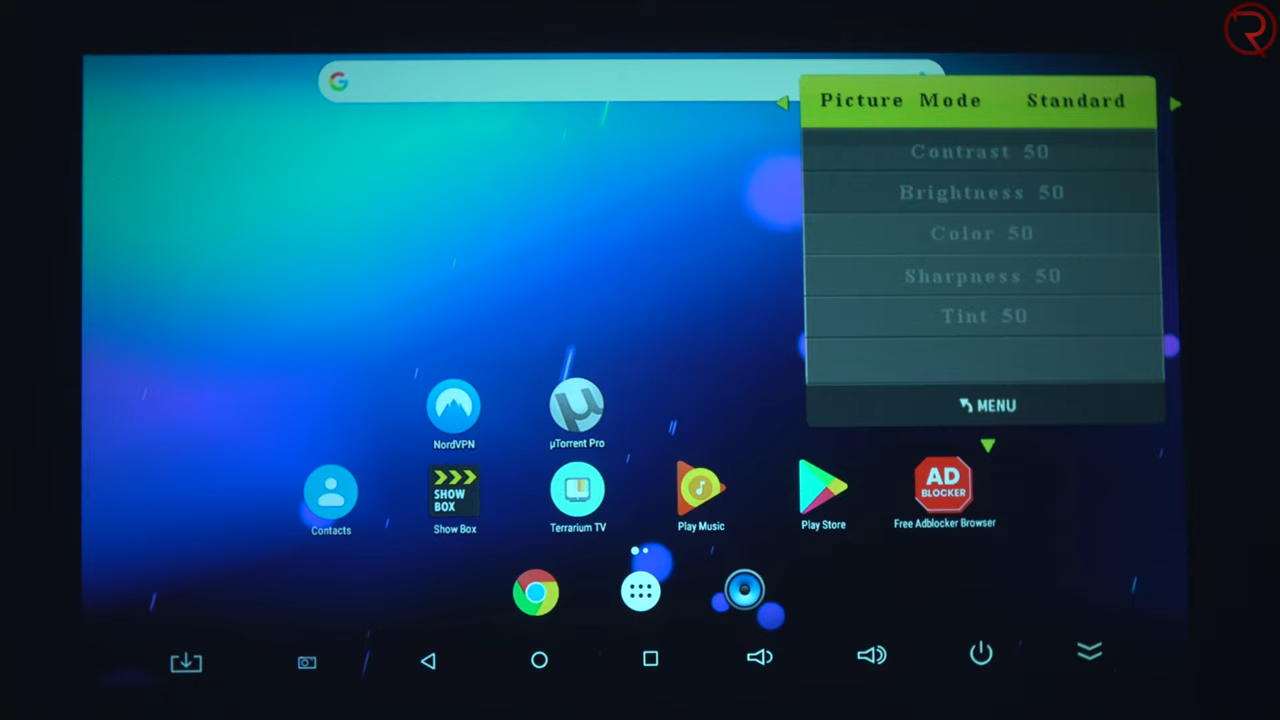 Picture Mode Standard
Contrast 50
Brightness 50
Color 50
Sharpness 50
Tint 50
MENU
NordVPN
µTorrent Pro
SHOW
BOX
AD
BLOCKER
Contacts
Show Box
Terrarium TV
Play Music
Play Store
Free Adblocker Browser